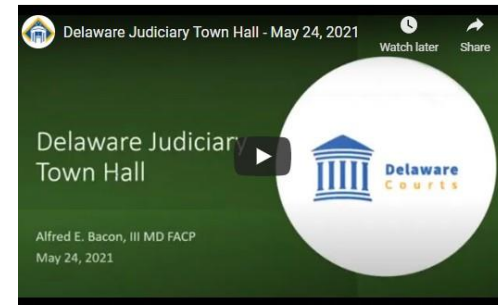 Delaware Judiciary Town Hall - May 24, 2021
Watch later
Share
Delaware Judiciary
Town Hall
Delaware
Courts
Alfred E. Bacon, III MD FACP
May 24, 2021